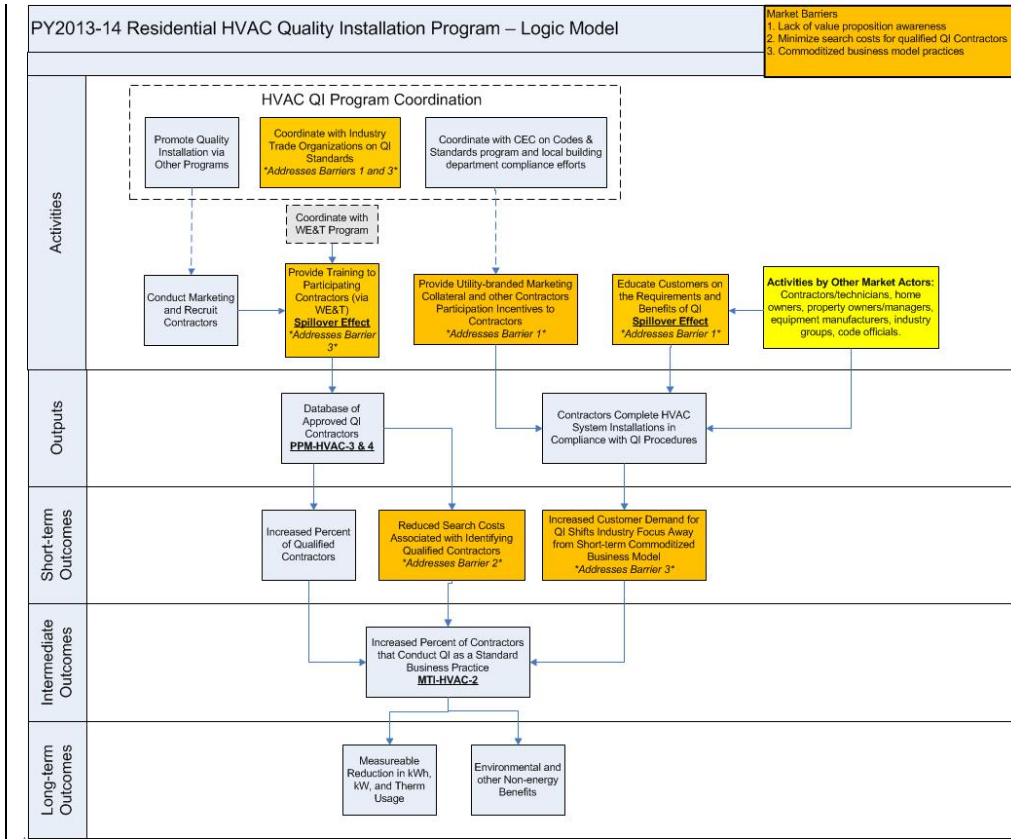 PY2013-14 Residential HVAC Quality Installation Program – Logic Model
Market Barriers
1. Lack of value proposition awareness
2. Minimize search costs for qualified QI Contractors
3. Commoditized business model practices
Activities
HVAC QI Program Coordination
Promote Quality
Installation via
Other Programs
Coordinate with Industry
Trade Organizations on QI
Standards
*Addresses Barriers 1 and 3*
Coordinate with CEC on Codes &
Standards program and local building
department compliance efforts
Coordinate with
WE&T Program
Conduct Marketing
and Recruit
Contractors
Provide Training to
Participating
Contractors (via
WE&T)
Spillover Effect
*Addresses Barrier
3*
Provide Utility-branded Marketing
Collateral and other Contractors
Participation Incentives to
Contractors
*Addresses Barrier 1*
Educate Customers on
the Requirements and
Benefits of QI
Spillover Effect
*Addresses Barrier 1*
Activities by Other Market Actors:
Contractors/technicians, home
owners, property owners/managers,
equipment manufacturers, industry
groups, code officials.
Outputs
Database of
Approved QI
Contractors
PPM-HVAC-3 & 4
Contractors Complete HVAC
System Installations in
Compliance with QI Procedures
Short-term
Outcomes
Increased Percent
of Qualified
Contractors
Reduced Search Costs
Associated with Identifying
Qualified Contractors
*Addresses Barrier 2*
Increased Customer Demand for
QI Shifts Industry Focus Away
from Short-term Commoditized
Business Model
*Addresses Barrier 3*
Intermediate
Outcomes
Increased Percent of Contractors
that Conduct QI as a Standard
Business Practice
MTI-HVAC-2
Long-term
Outcomes
Measureable
Reduction in kWh,
kW, and Therm
Usage
Environmental and
other Non-energy
Benefits